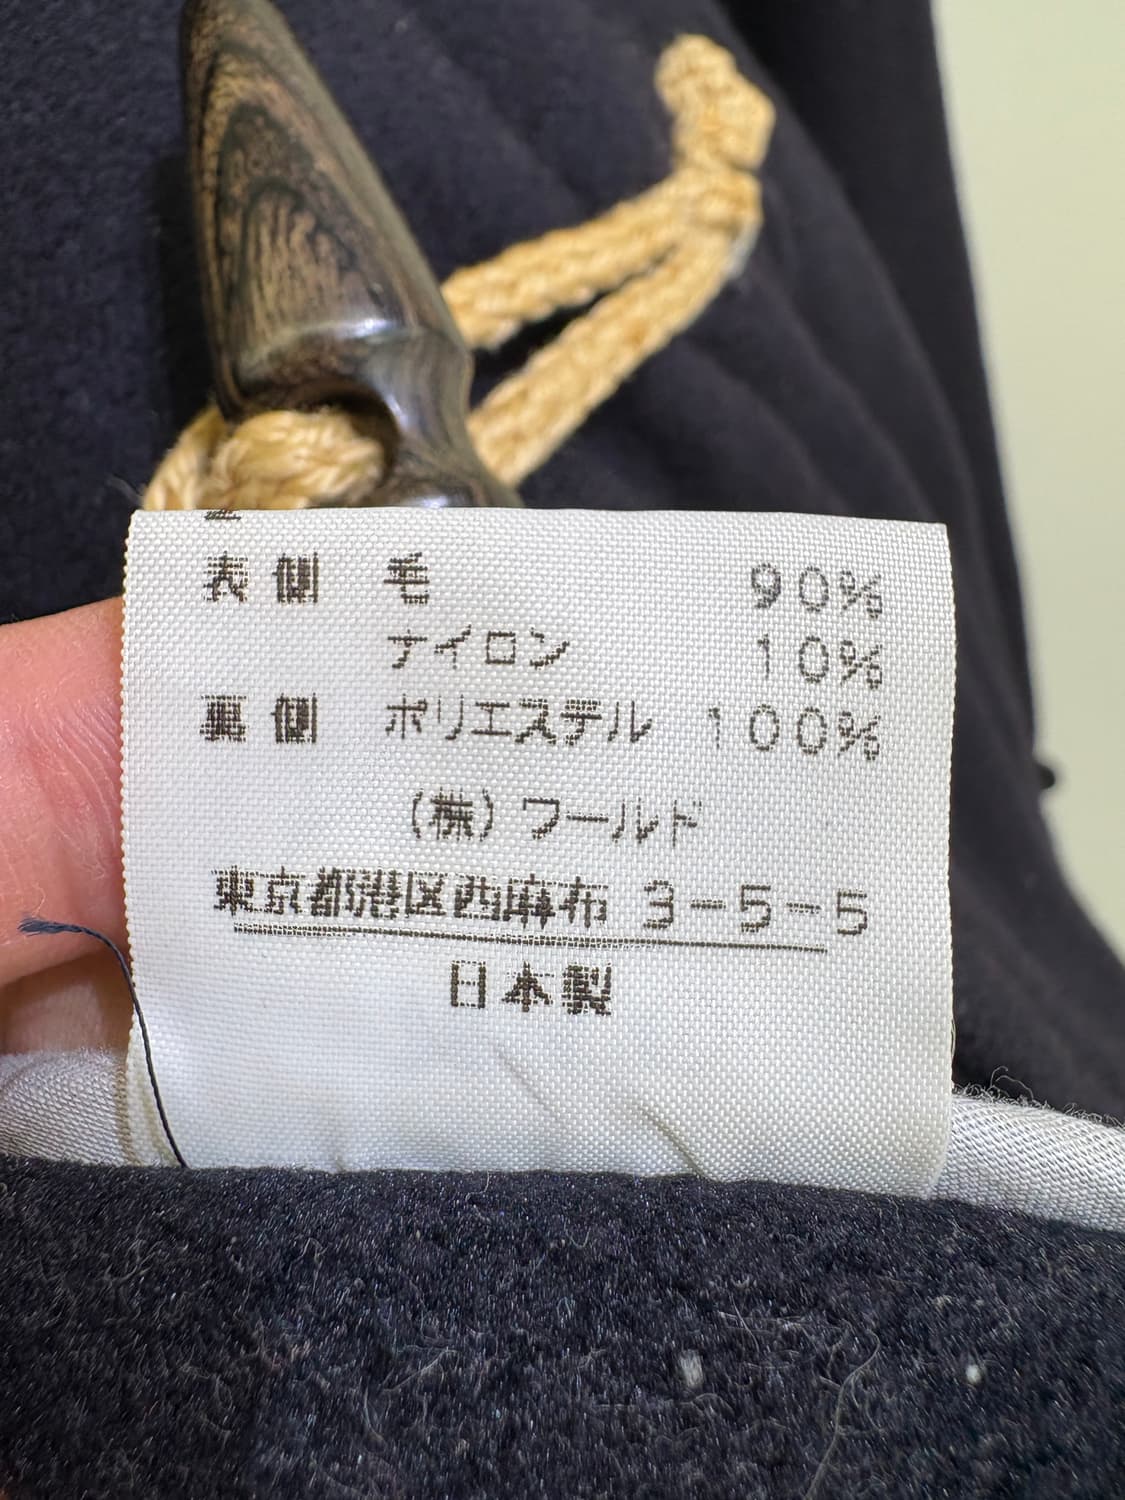 表側 毛 90%
ナイロン 10%
裏側 ポリエステル 100%
(株)ワールド
東京都港区西麻布 3-5-5
日本製